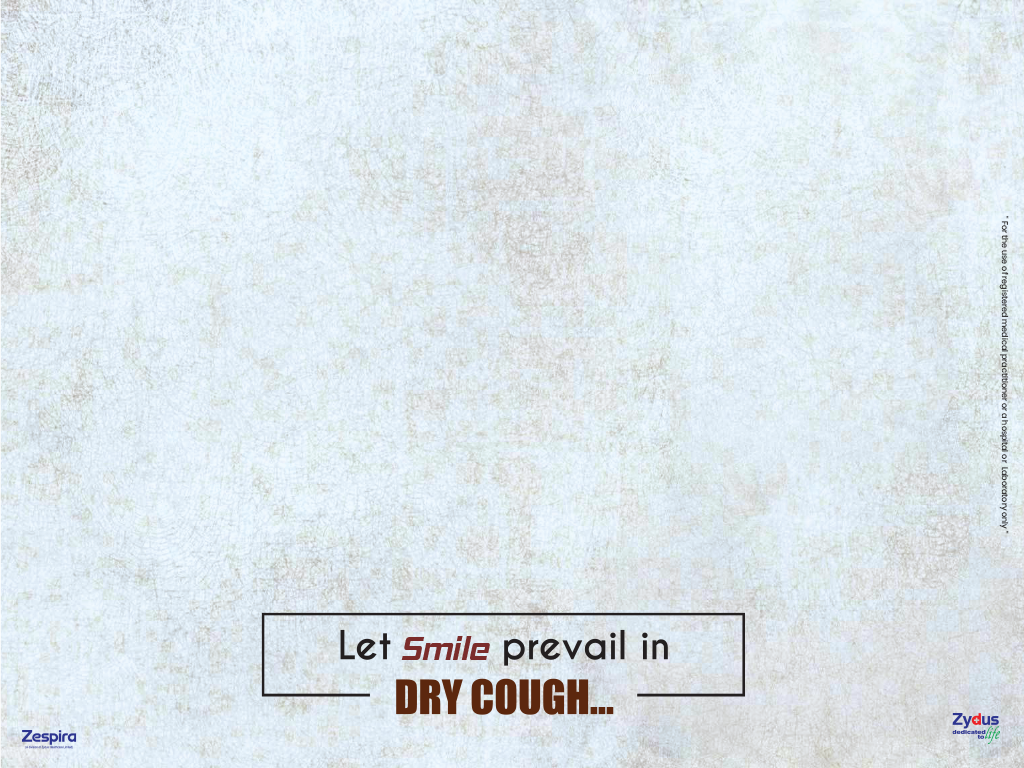 " For the use of registered medical practitioner or a hospital or Laboratory only "
Let Smile prevail in
DRY COUGH...
Zespira
Zydus
dedicated
to life